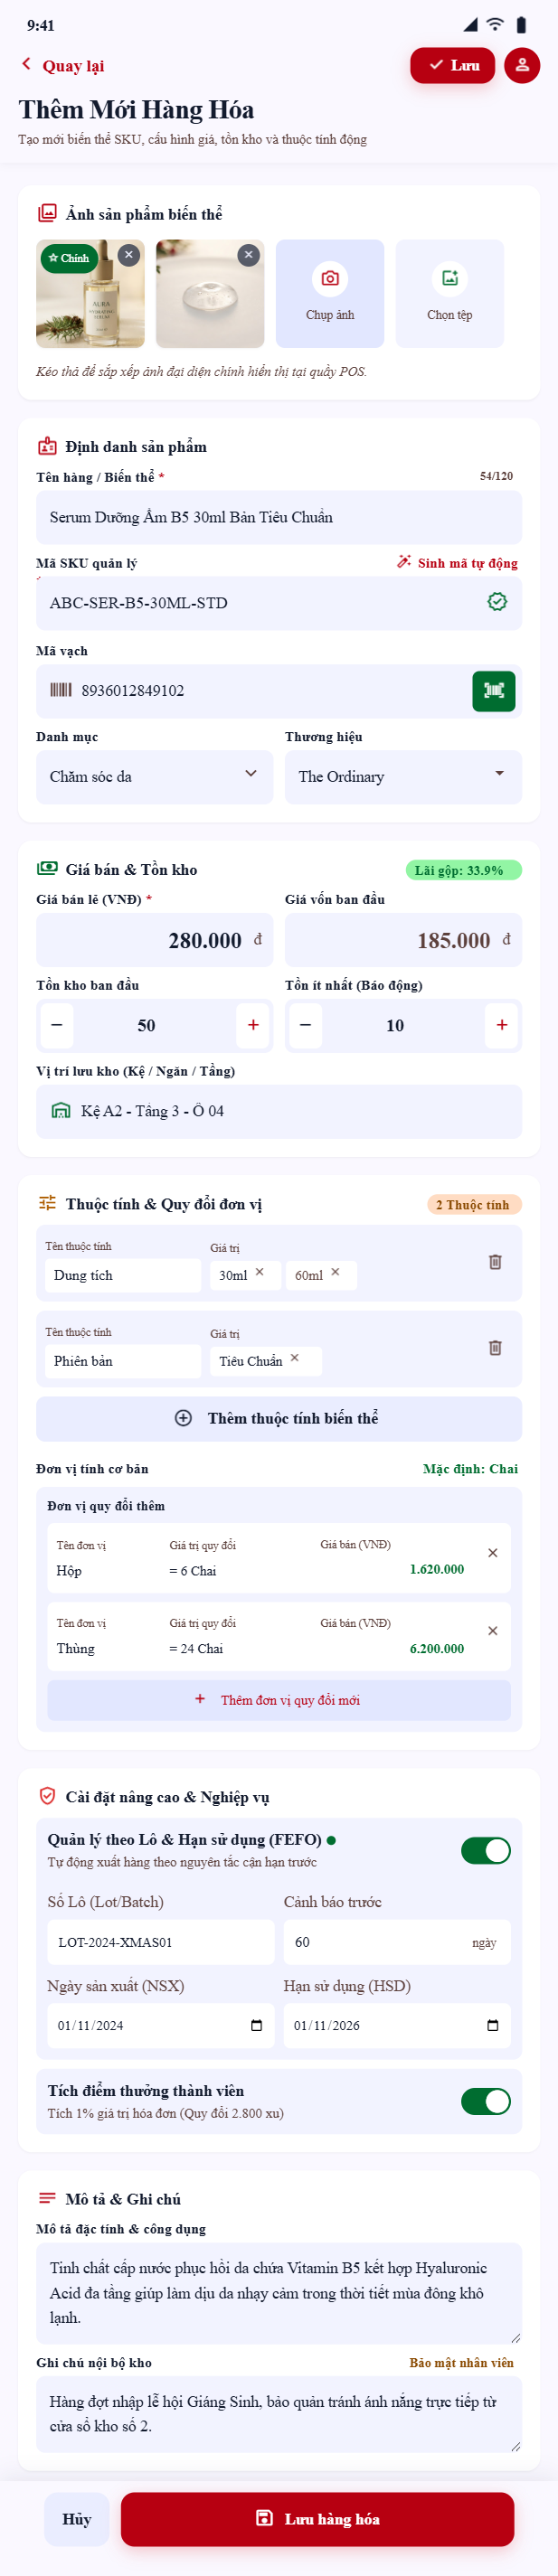 9:41
Quay lại
Lưu
Thêm Mới Hàng Hóa
Tạo mới biến thể SKU, cấu hình giá, tồn kho và thuộc tính động
Ảnh sản phẩm biến thể
Chính
AURA
Chụp ảnh
Chọn tệp
Kéo thả để sắp xếp ảnh đại diện chính hiển thị tại quầy POS.
Định danh sản phẩm
Tên hàng / Biến thể *
54/120
Serum Dưỡng Ẩm B5 30ml Bản Tiêu Chuẩn
Mã SKU quản lý
Sinh mã tự động
ABC-SER-B5-30ML-STD
Mã vạch
8936012849102
Danh mục
Thương hiệu
Chăm sóc da
The Ordinary
Giá bán & Tồn kho
Lãi gộp: 33.9%
Giá bán lẻ (VNĐ) *
Giá vốn ban đầu
280.000 đ
185.000 đ
Tồn kho ban đầu
Tồn ít nhất (Báo động)
− 50 +
− 10 +
Vị trí lưu kho (Kệ / Ngăn / Tầng)
Kệ A2 - Tầng 3 - Ô 04
Thuộc tính & Quy đổi đơn vị
2 Thuộc tính
Tên thuộc tính
Giá trị
Dung tích
30ml ×
60ml ×
Tên thuộc tính
Giá trị
Phiên bản
Tiêu Chuẩn ×
Thêm thuộc tính biến thể
Đơn vị tính cơ bản
Mặc định: Chai
Đơn vị quy đổi thêm
Tên đơn vị
Giá trị quy đổi
Giá bán (VNĐ)
Hộp
= 6 Chai
1.620.000
Tên đơn vị
Giá trị quy đổi
Giá bán (VNĐ)
Thùng
= 24 Chai
6.200.000
+ Thêm đơn vị quy đổi mới
Cài đặt nâng cao & Nghiệp vụ
Quản lý theo Lô & Hạn sử dụng (FEFO)
Tự động xuất hàng theo nguyên tắc cận hạn trước
Số Lô (Lot/Batch)
Cảnh báo trước
LOT-2024-XMAS01
60 ngày
Ngày sản xuất (NSX)
Hạn sử dụng (HSD)
01/11/2024
01/11/2026
Tích điểm thưởng thành viên
Tích 1% giá trị hóa đơn (Quy đổi 2.800 xu)
Mô tả & Ghi chú
Mô tả đặc tính & công dụng
Tinh chất cấp nước phục hồi da chứa Vitamin B5 kết hợp Hyaluronic
Acid đa tầng giúp làm dịu da nhạy cảm trong thời tiết mùa đông khô
lạnh.
Ghi chú nội bộ kho
Bảo mật nhân viên
Hàng đợt nhập lễ hội Giáng Sinh, bảo quản tránh ánh nắng trực tiếp từ
cửa sổ kho số 2.
Hủy
Lưu hàng hóa